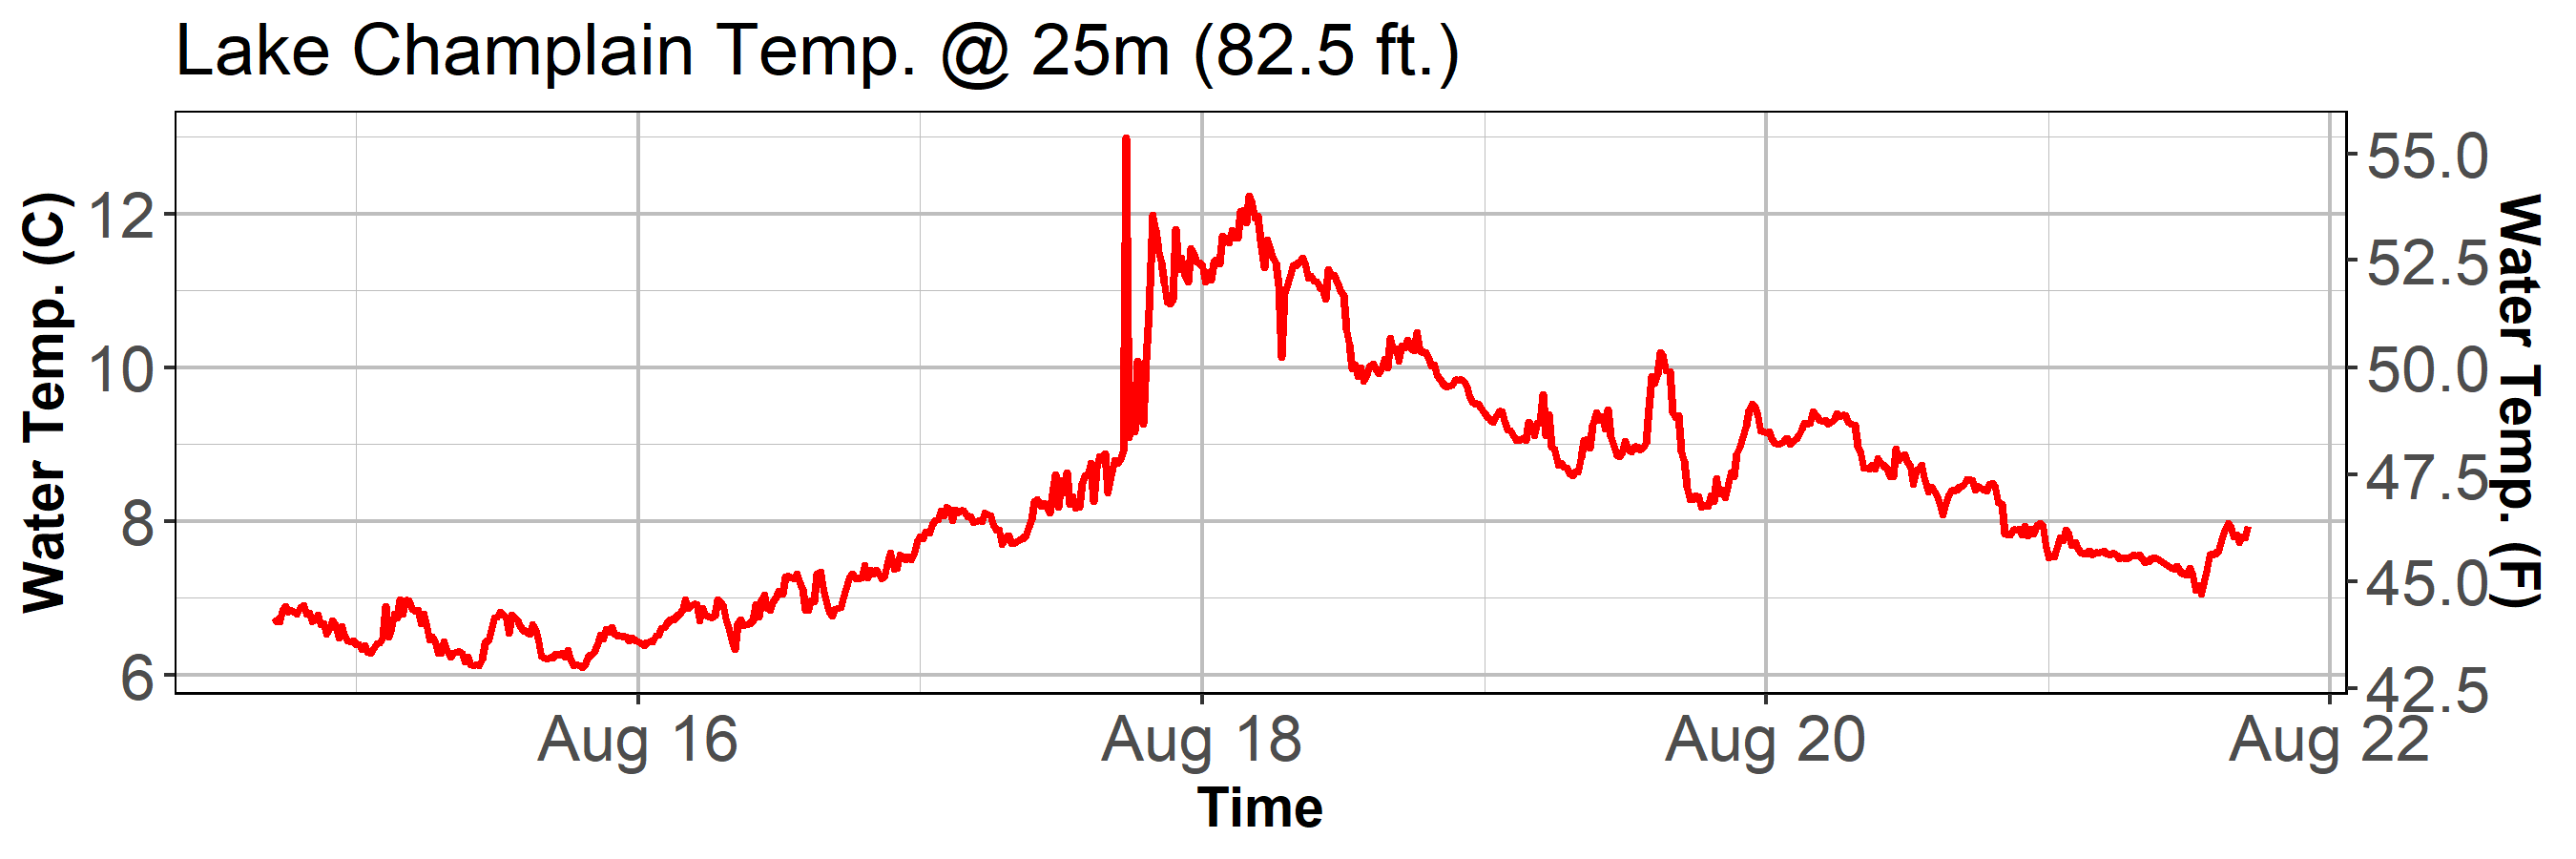 Lake Champlain Temp. @ 25m (82.5 ft.)
Water Temp. (C)
12
10
8
6
55.0
52.5
50.0
47.5
45.0
42.5
Water Temp. (F)
Aug 16
Aug 18
Aug 20
Aug 22
Time